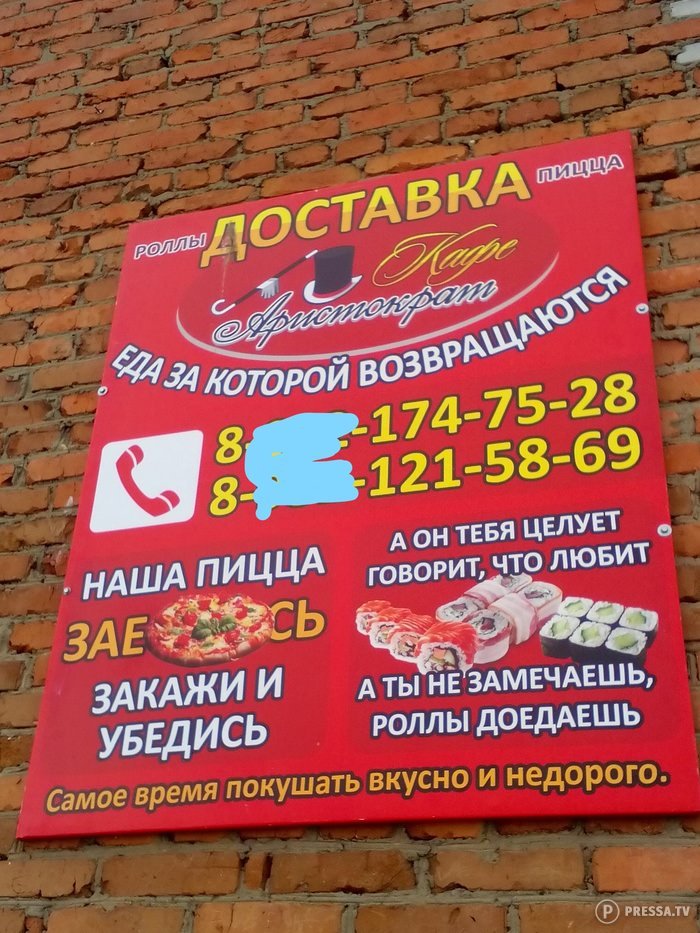 РОЛЛЫ ДОСТАВКА ПИЦЦА
Кафе
Аристократ
ЕДА ЗА КОТОРОЙ ВОЗВРАЩАЮТСЯ
8- -174-75-28
8- -121-58-69
НАША ПИЦЦА
ЗАЕ СЬ
ЗАКАЖИ И
УБЕДИСЬ
А ОН ТЕБЯ ЦЕЛУЕТ
ГОВОРИТ, ЧТО ЛЮБИТ
А ТЫ НЕ ЗАМЕЧАЕШЬ,
РОЛЛЫ ДОЕДАЕШЬ
Самое время покушать вкусно и недорого.
P PRESSA.TV